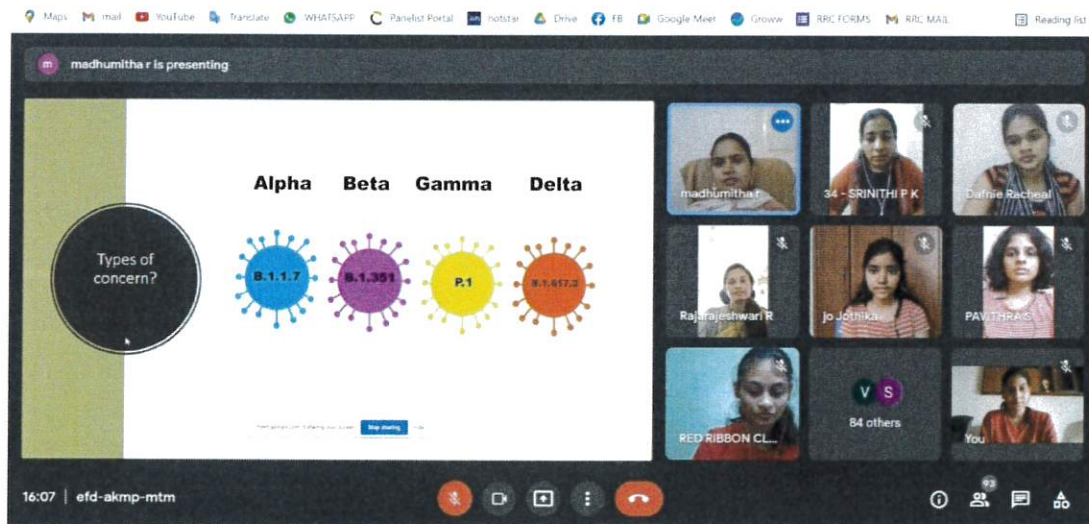 Maps mail YouTube Translate WHATSAPP Panelist Portal hotstar Drive FB Google Meet Groww RRC FORMS RRC MAIL Reading list
m madhumitha r is presenting
Types of
concern?
Alpha Beta Gamma Delta
B.1.1.7 B.1.351 P.1 B.1.617.2
Stop sharing
madhumitha r
34 - SRINITHI P K
Dafnie Racheal
Rajarajeshwari R
jo Jothika
PAVITHRA S
RED RIBBON CL...
V S
84 others
You
16:07 | efd-akmp-mtm
93